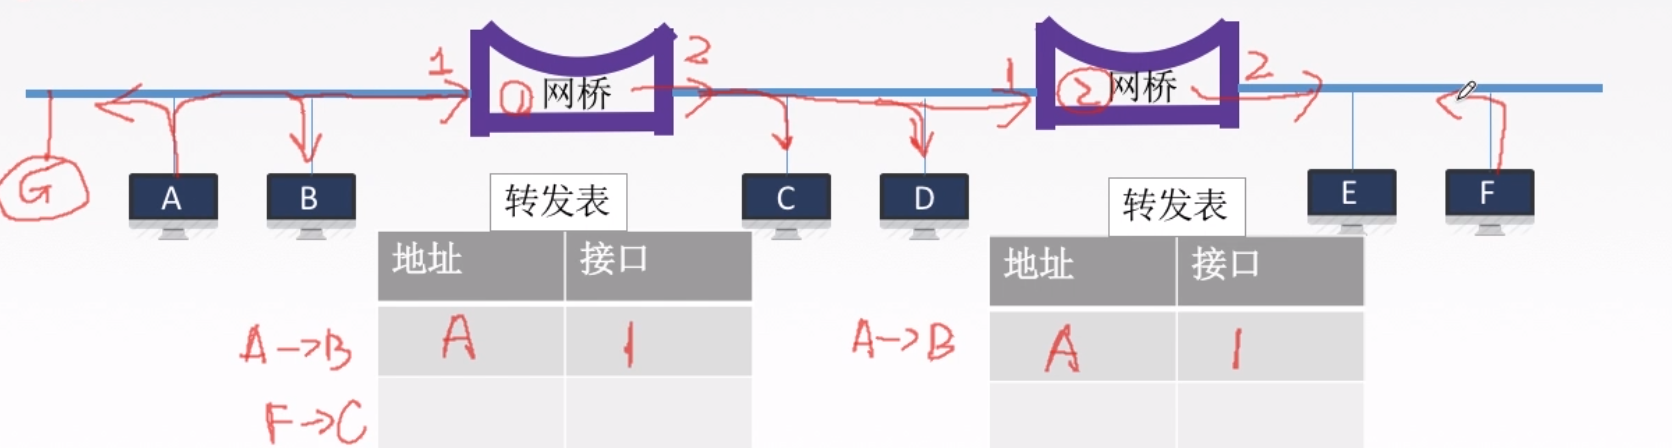 1 2 1 2
① 网桥 ② 网桥
G A B C D E F
转发表 转发表
地址 接口 地址 接口
A->B A 1 A->B A 1
F->C